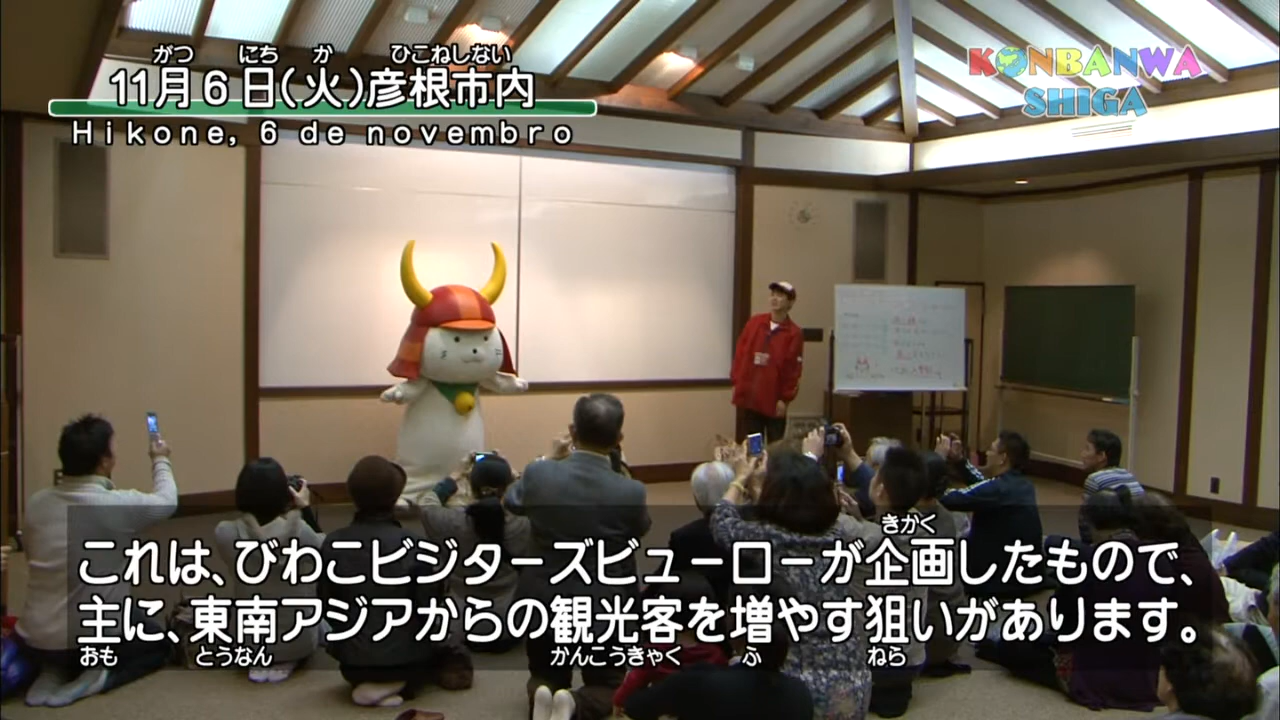 がつ にち か ひこねしない
11月6日(火)彦根市内
Hikone, 6 de novembro
KONBANWA
SHIGA
きかく
これは、びわこビジターズビューローが企画したもので、
主に、東南アジアからの観光客を増やす狙いがあります。
おも とうなん かんこうきゃく ふ ねら